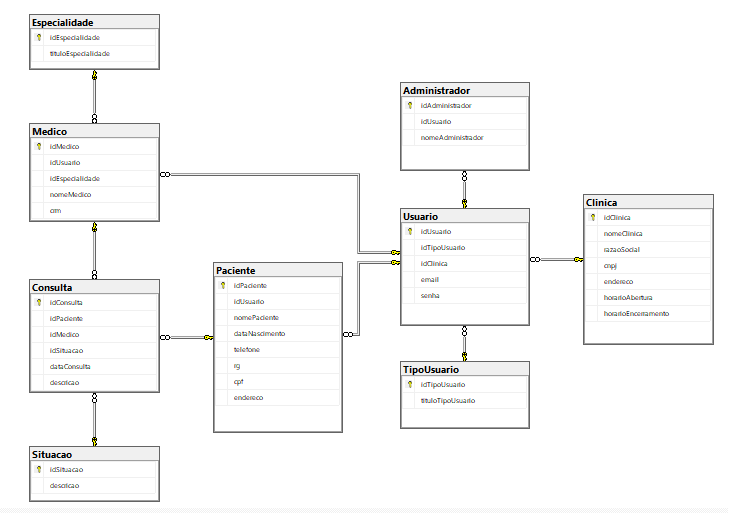 Especialidade
idEspecialidade
tituloEspecialidade
Medico
idMedico
idUsuario
idEspecialidade
nomeMedico
crm
Consulta
idConsulta
idPaciente
idMedico
idSituacao
dataConsulta
descricao
Situacao
idSituacao
descricao
Paciente
idPaciente
idUsuario
nomePaciente
dataNascimento
telefone
rg
cpf
endereco
Administrador
idAdministrador
idUsuario
nomeAdministrador
Usuario
idUsuario
idTipoUsuario
idClinica
email
senha
TipoUsuario
idTipoUsuario
tituloTipoUsuario
Clinica
idClinica
nomeClinica
razaoSocial
cnpj
endereco
horarioAbertura
horarioEncerramento